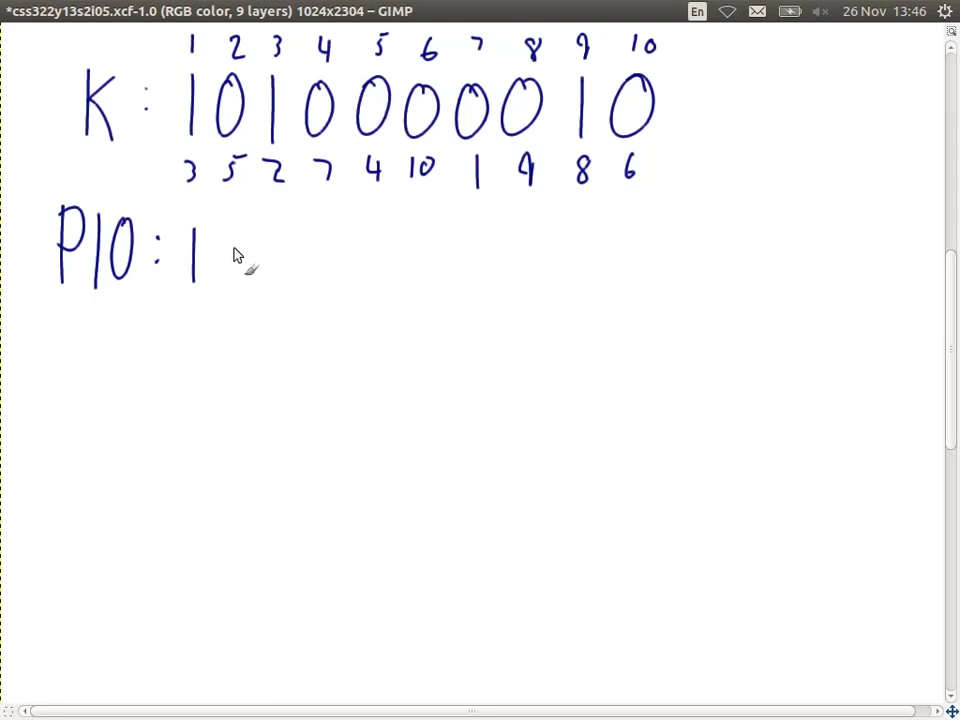 *css322y13s2i05.xcf-1.0 (RGB color, 9 layers) 1024x2304 – GIMP En 26 Nov 13:46
1 2 3 4 5 6 7 8 9 10
K: 1 0 1 0 0 0 0 0 1 0
3 5 2 7 4 10 1 9 8 6
P10: 1